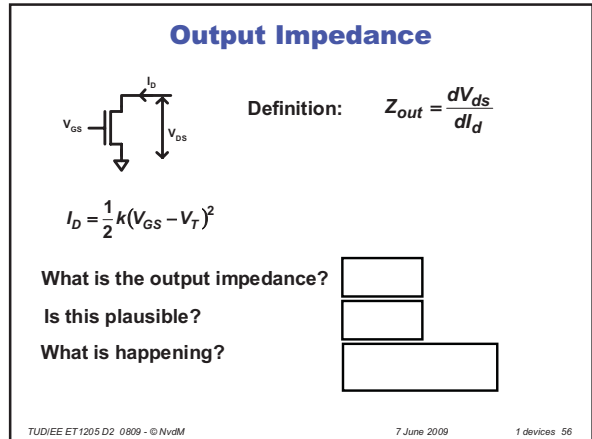 Output Impedance
I_D
V_GS
V_DS
Definition: Z_out = dV_ds / dI_d
I_D = 1/2 k(V_GS – V_T)^2
What is the output impedance?
Is this plausible?
What is happening?
TUD/EE ET1205 D2 0809 - © NvdM 7 June 2009 1 devices 56